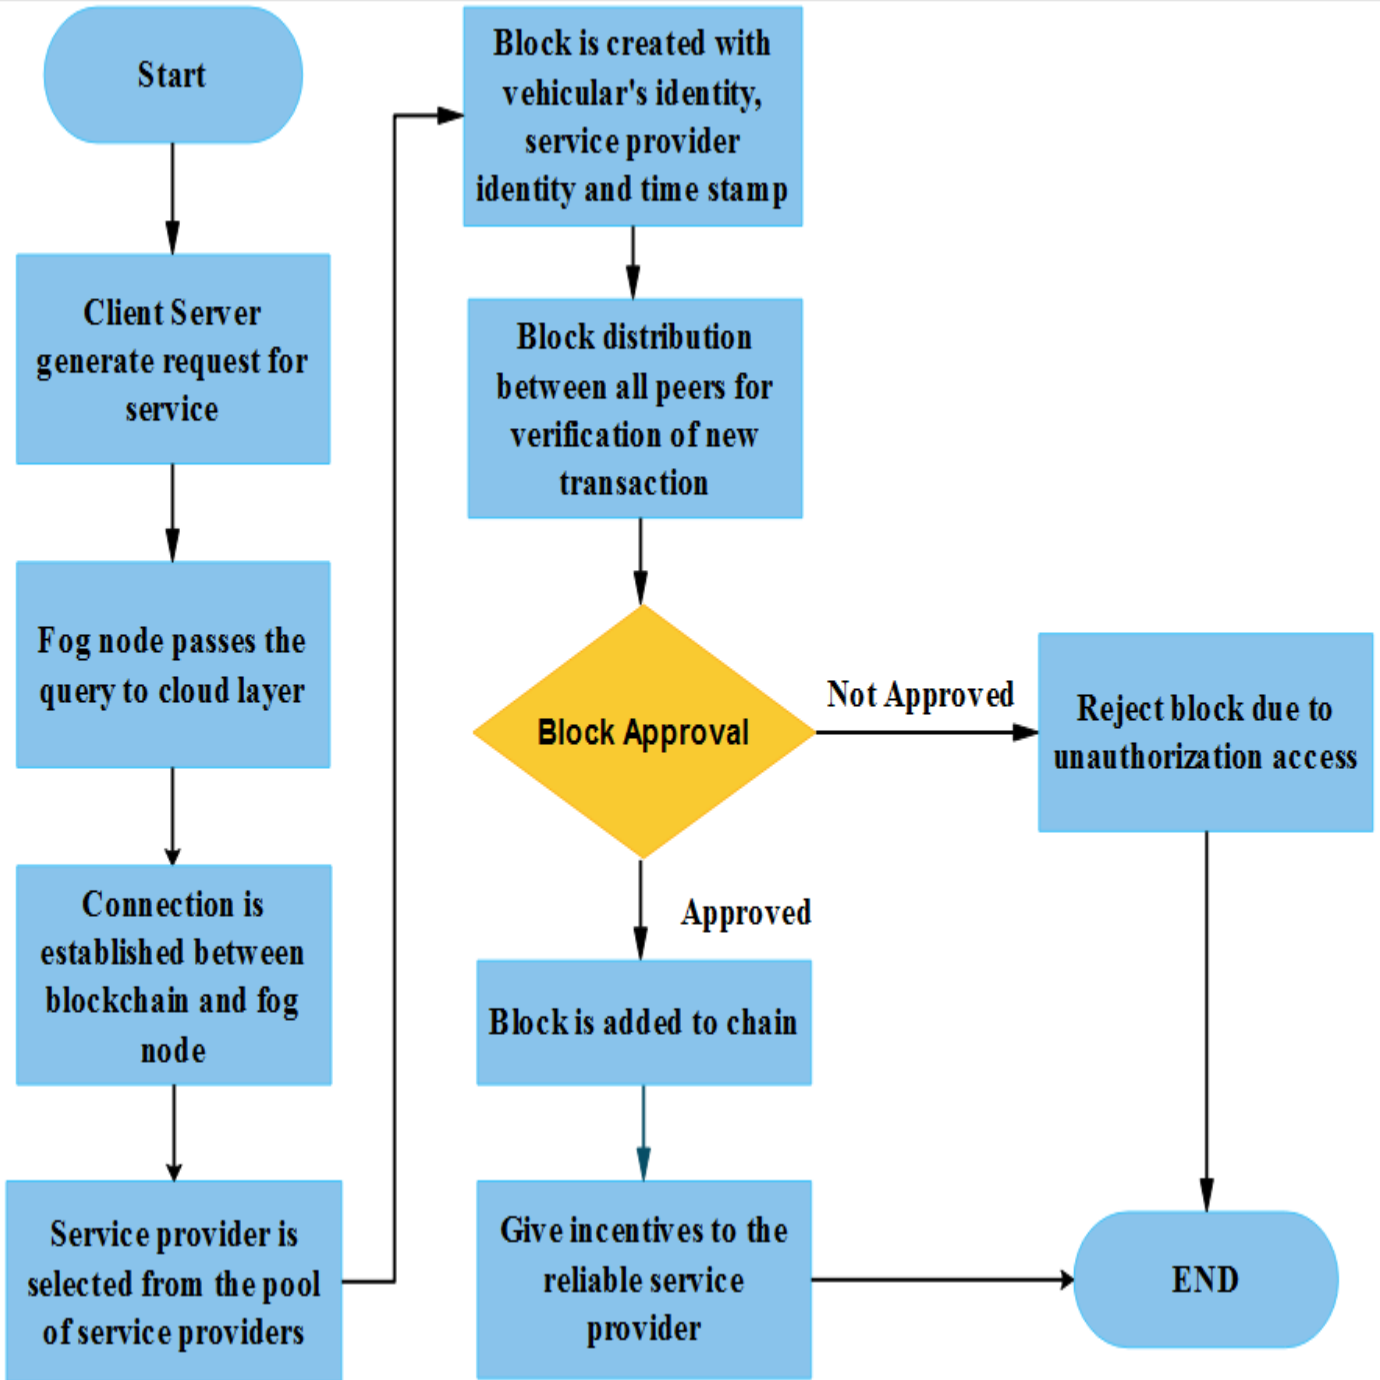 Start
Client Server
generate request for
service
Fog node passes the
query to cloud layer
Connection is
established between
blockchain and fog
node
Service provider is
selected from the pool
of service providers
Block is created with
vehicular's identity,
service provider
identity and time stamp
Block distribution
between all peers for
verification of new
transaction
Block Approval
Not Approved
Reject block due to
unauthorization access
Approved
Block is added to chain
Give incentives to the
reliable service
provider
END